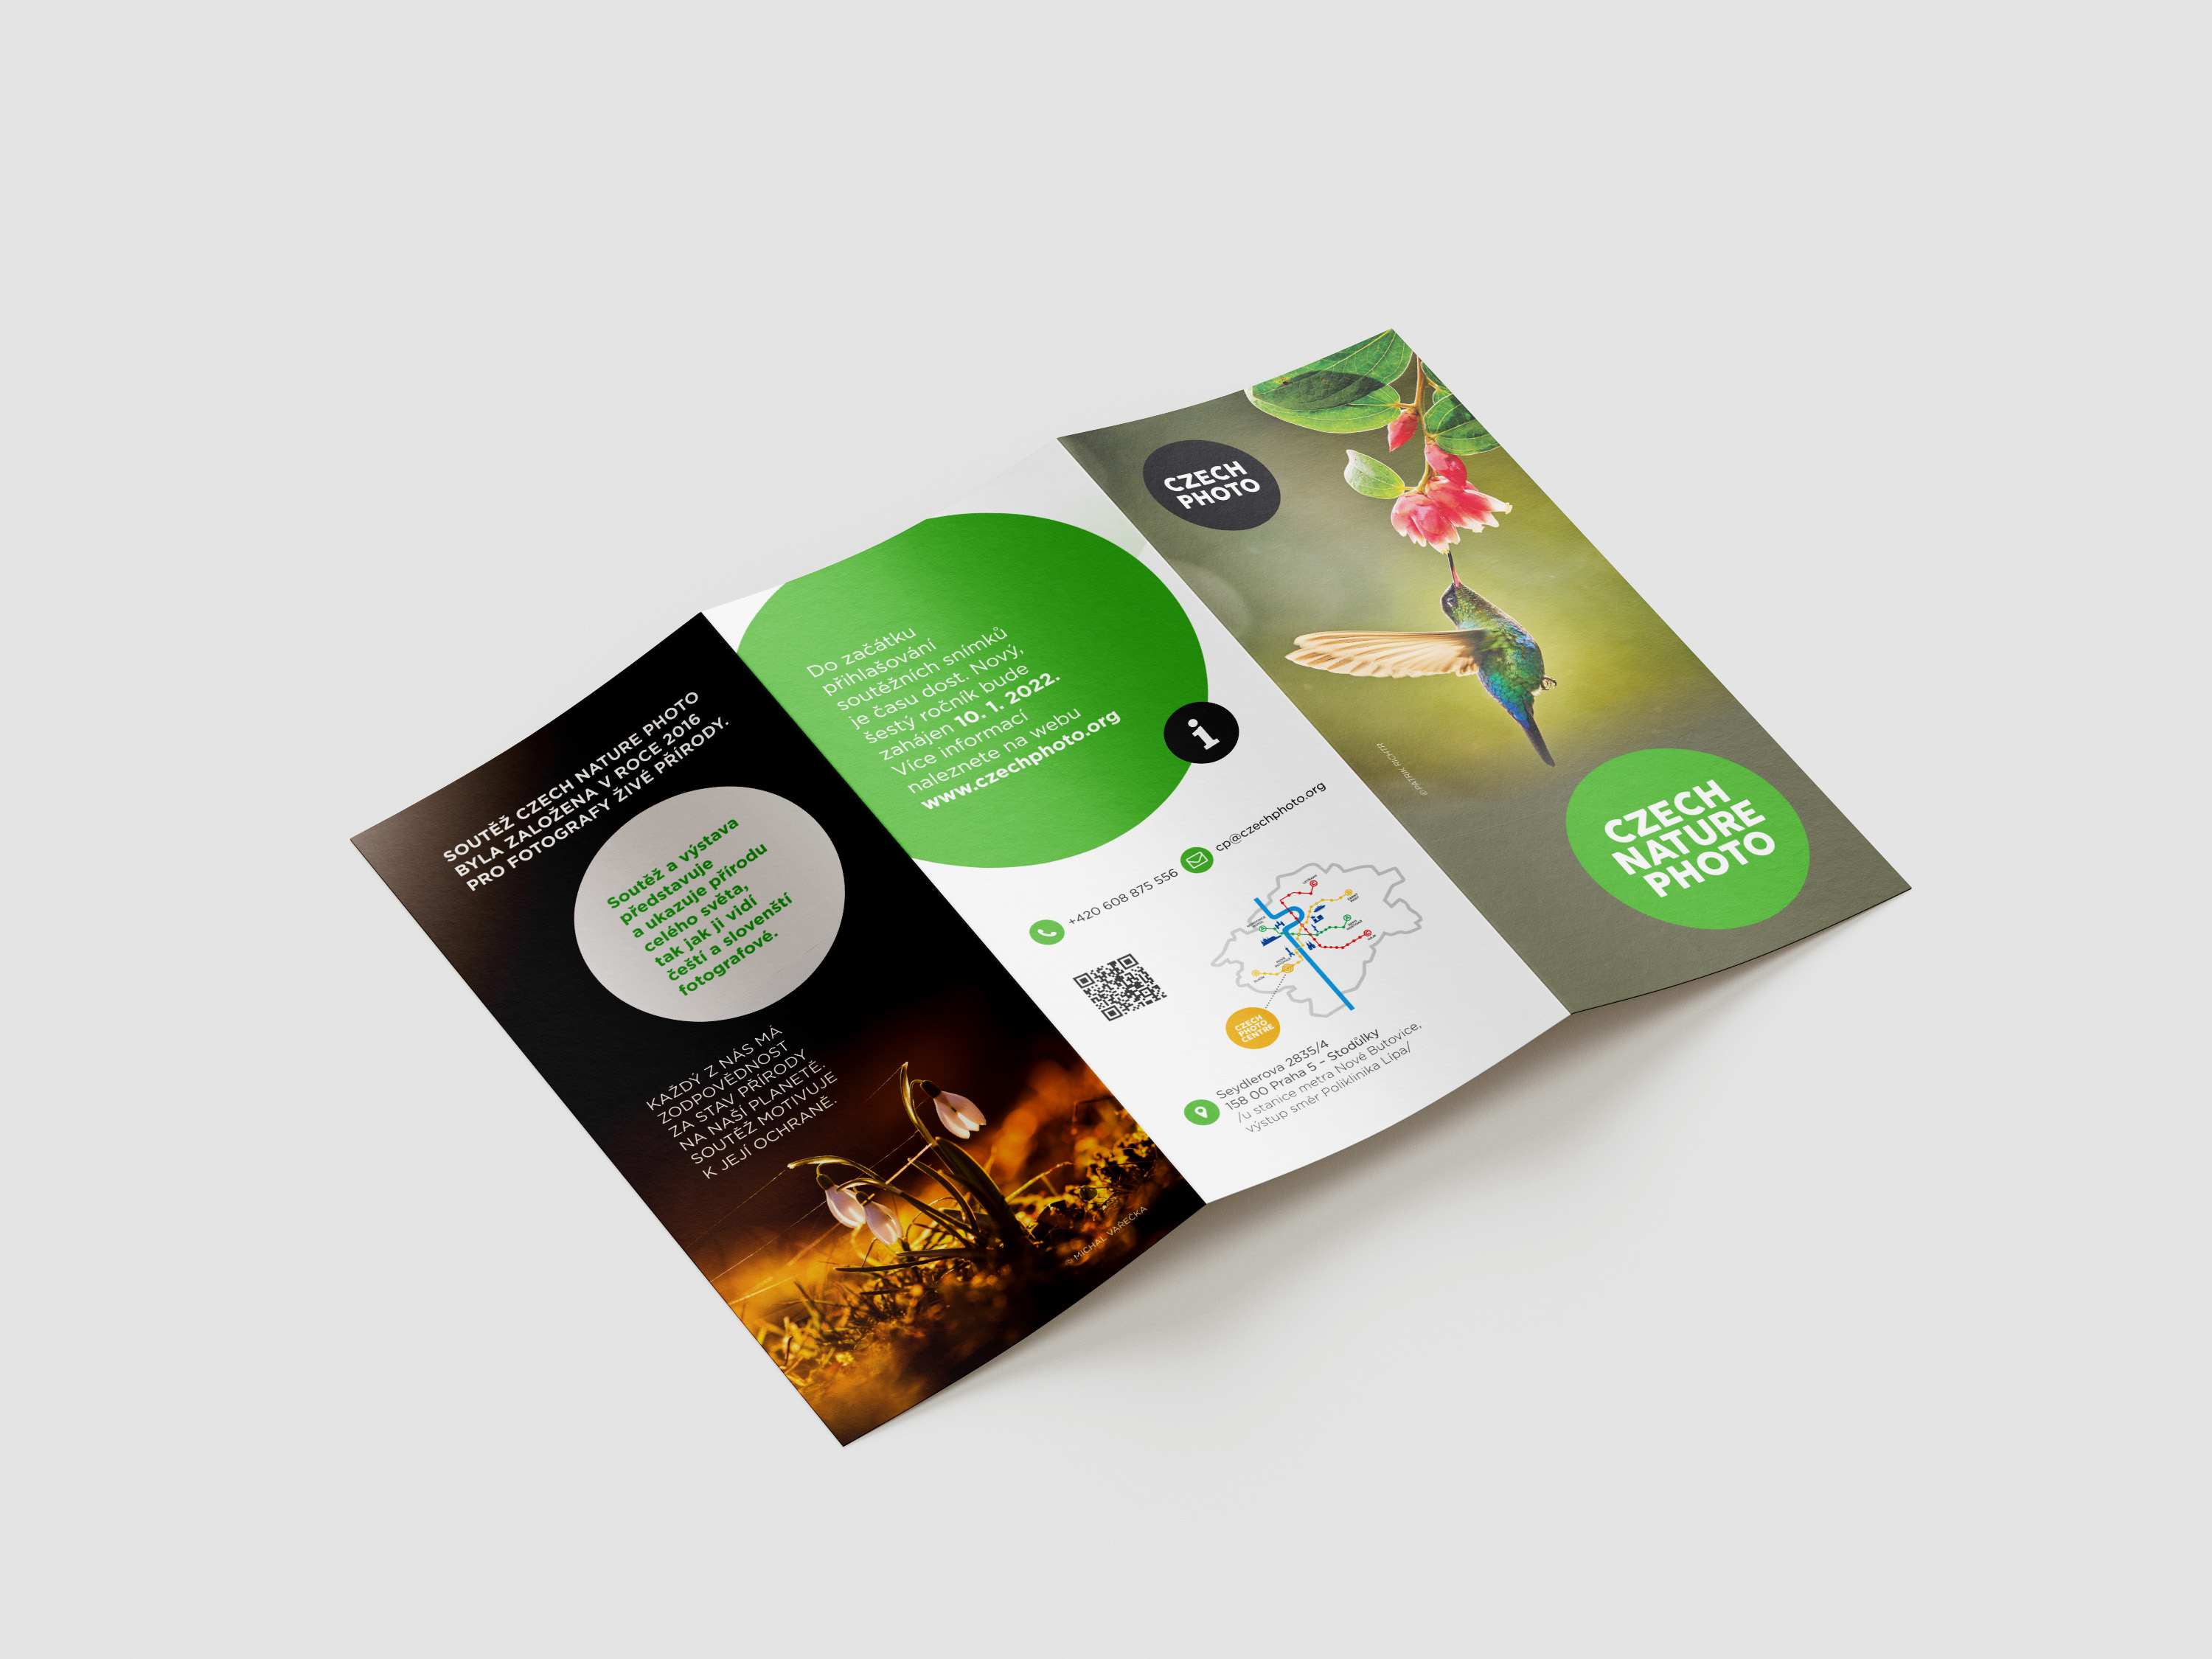 SOUTĚŽ CZECH NATURE PHOTO
BYLA ZALOŽENA V ROCE 2016
PRO FOTOGRAFY ŽIVÉ PŘÍRODY.
Soutěž a výstava
představuje
a ukazuje přírodu
celého světa,
tak jak ji vidí
čeští a slovenští
fotografové.
KAŽDÝ Z NÁS MÁ
ZODPOVĚDNOST
ZA STAV PŘÍRODY
NA NAŠÍ PLANETĚ.
SOUTĚŽ MOTIVUJE
K JEJÍ OCHRANĚ.
MICHAL VAŘEČKA
Do začátku
přihlašování
soutěžních snímků
je času dost. Nový,
šestý ročník bude
zahájen 10. 1. 2022.
Více informací
naleznete na webu
www.czechphoto.org
i
+420 608 875 556
cp@czechphoto.org
CZECH
PHOTO
CENTRE
Seydlerova 2835/4
158 00 Praha 5 – Stodůlky
/u stanice metra Nové Butovice,
výstup směr Poliklinika Lípa/
CZECH
PHOTO
© PATRIK RICHTR
CZECH
NATURE
PHOTO